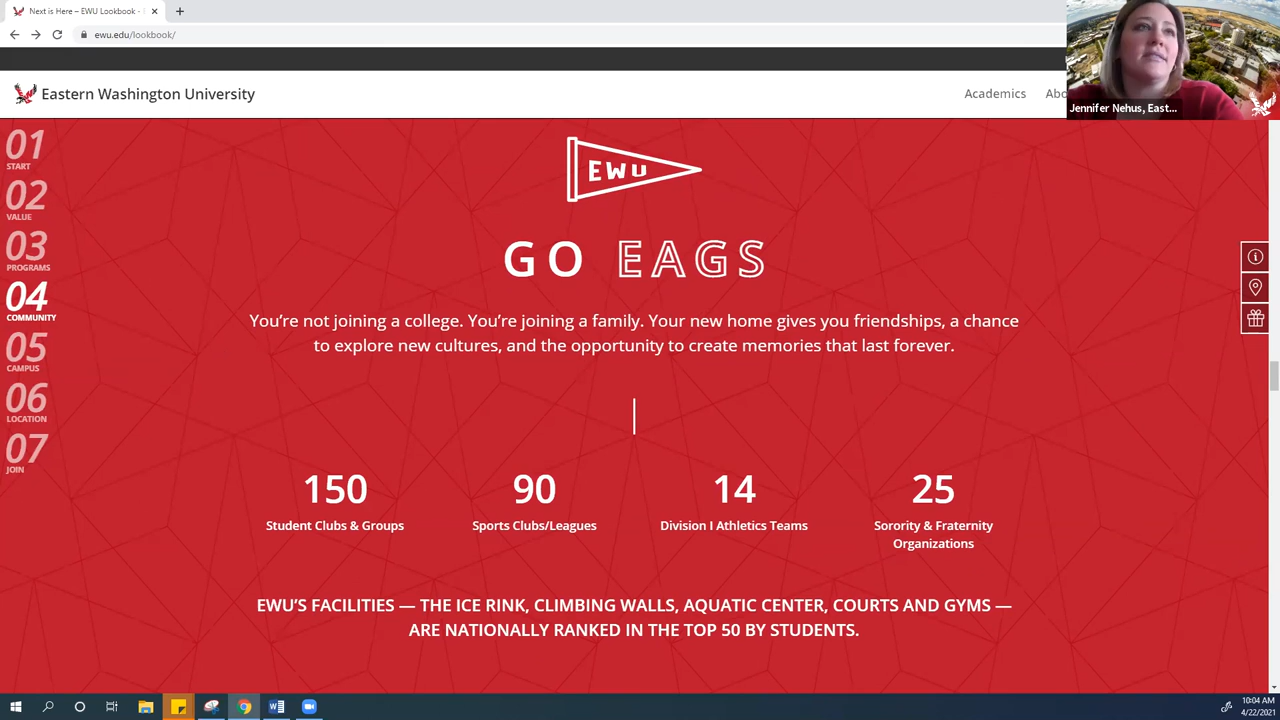 Next is Here – EWU Lookbook -
ewu.edu/lookbook/
Eastern Washington University
Academics
Abo
Jennifer Nehus, East...
01
START
02
VALUE
03
PROGRAMS
04
COMMUNITY
05
CAMPUS
06
LOCATION
07
JOIN
EWU
GO EAGS
You're not joining a college. You're joining a family. Your new home gives you friendships, a chance
to explore new cultures, and the opportunity to create memories that last forever.
150
Student Clubs & Groups
90
Sports Clubs/Leagues
14
Division I Athletics Teams
25
Sorority & Fraternity
Organizations
EWU'S FACILITIES — THE ICE RINK, CLIMBING WALLS, AQUATIC CENTER, COURTS AND GYMS —
ARE NATIONALLY RANKED IN THE TOP 50 BY STUDENTS.
10:04 AM
4/22/2021